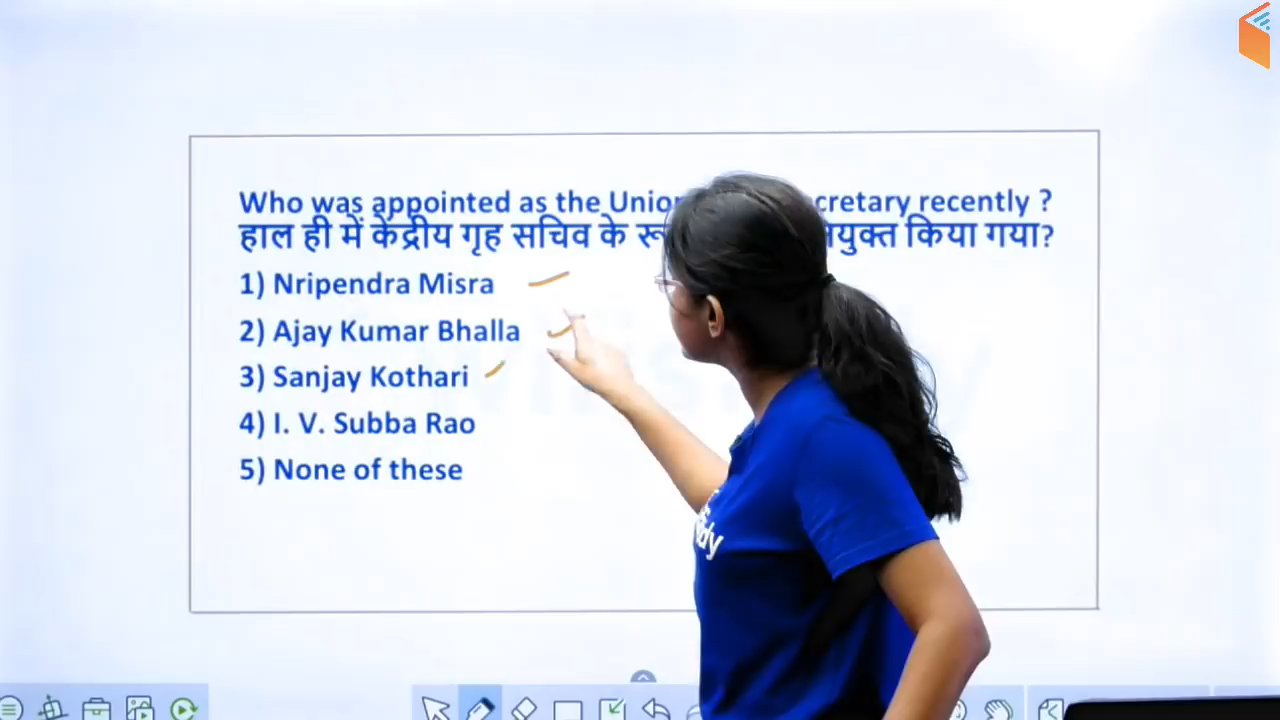 Who was appointed as the Union cretary recently ?
हाल ही में केंद्रीय गृह सचिव के किया गया?
1) Nripendra Misra
2) Ajay Kumar Bhalla
3) Sanjay Kothari
4) I. V. Subba Rao
5) None of these